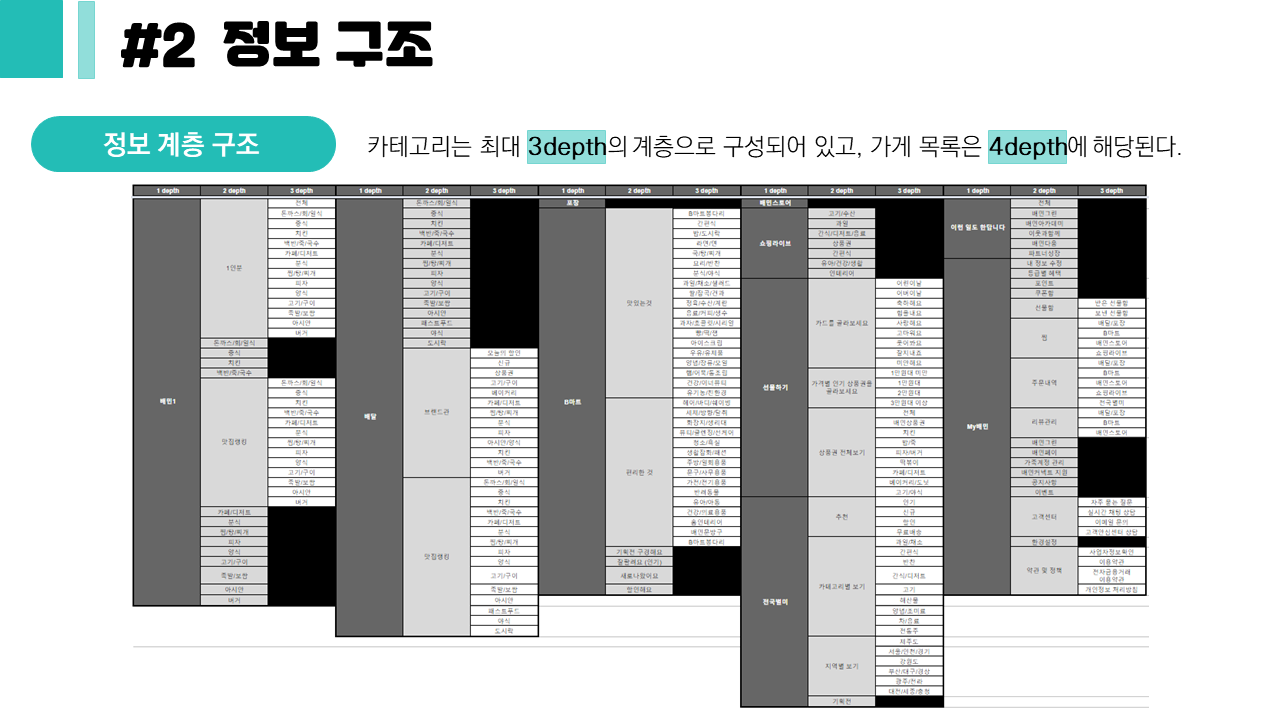 #2 정보 구조
정보 계층 구조
카테고리는 최대 3depth의 계층으로 구성되어 있고, 가게 목록은 4depth에 해당된다.
1 depth 2 depth 3 depth 1 depth 2 depth 3 depth 1 depth 2 depth 3 depth 1 depth 2 depth 3 depth 1 depth 2 depth 3 depth
배민1
1인분
전체
돈까스/회/일식
중식
치킨
백반/죽/국수
카페/디저트
분식
찜/탕/찌개
피자
양식
고기/구이
족발/보쌈
아시안
버거
돈까스/회/일식
중식
치킨
백반/죽/국수
맛집랭킹
돈까스/회/일식
중식
치킨
백반/죽/국수
카페/디저트
분식
찜/탕/찌개
피자
양식
고기/구이
족발/보쌈
아시안
버거
카페/디저트
분식
찜/탕/찌개
피자
양식
고기/구이
족발/보쌈
아시안
버거
배달
돈까스/회/일식
중식
치킨
백반/죽/국수
카페/디저트
분식
찜/탕/찌개
피자
양식
고기/구이
족발/보쌈
아시안
패스트푸드
야식
도시락
브랜드관
오늘의 할인
신규
상품권
고기/구이
베이커리
카페/디저트
찜/탕/찌개
분식
피자
아시안/양식
치킨
백반/죽/국수
버거
맛집랭킹
돈까스/회/일식
중식
치킨
백반/죽/국수
카페/디저트
분식
찜/탕/찌개
피자
양식
고기/구이
족발/보쌈
아시안
패스트푸드
야식
도시락
포장
B마트
맛있는것
B마트봉다리
간편식
밥/도시락
라면/면
국/탕/찌개
요리/반찬
분식/야식
과일/채소/샐러드
쌀/잡곡/견과
정육/수산/계란
음료/커피/생수
과자/초콜릿/시리얼
빵/떡/잼
아이스크림
우유/유제품
양념/장류/오일
햄/어묵/통조림
건강/이너뷰티
유기농/친환경
편리한 것
헤어/바디/쉐이빙
세제/방향/탈취
화장지/생리대
뷰티/클렌징/선케어
청소/욕실
생활잡화/패션
주방/일회용품
문구/사무용품
가전/전기용품
반려동물
유아/아동
건강/의료용품
홈인테리어
배민문방구
B마트봉다리
기획전 구경해요
잘팔려요 (인기)
새로나왔어요
할인해요
배민스토어
쇼핑라이브
고기/수산
과일
간식/디저트/음료
상품권
간편식
유아/건강/생활
인테리어
선물하기
카드를 골라보세요
어린이날
어버이날
축하해요
힘을내요
사랑해요
고마워요
웃어봐요
잘지내죠
미안해요
가격별 인기 상품권을
골라보세요
1만원대 미만
1만원대
2만원대
3만원대 이상
상품권 전체보기
전체
배민상품권
치킨
밥/죽
피자/버거
떡볶이
카페/디저트
베이커리/도넛
고기/야식
전국별미
추천
인기
신규
할인
무료배송
카테고리별 보기
과일/채소
간편식
반찬
간식/디저트
고기
해산물
양념/조미료
차/음료
전통주
지역별 보기
제주도
서울/인천/경기
강원도
부산/대구/경상
광주/전라
대전/세종/충청
기획전
이런 일도 한답니다
전체
배민그린
배민아카데미
이웃과함께
배민다움
파트너성장
My배민
내 정보 수정
등급별 혜택
포인트
쿠폰함
선물함
받은 선물함
보낸 선물함
찜
배달/포장
B마트
배민스토어
쇼핑라이브
주문내역
배달/포장
B마트
배민스토어
쇼핑라이브
전국별미
리뷰관리
배달/포장
B마트
배민스토어
배민그린
배민페이
가족계정 관리
배민커넥트 지원
공지사항
이벤트
고객센터
자주 묻는 질문
실시간 채팅 상담
이메일 문의
고객안심센터 상담
환경설정
약관 및 정책
사업자정보확인
이용약관
전자금융거래
이용약관
개인정보 처리방침